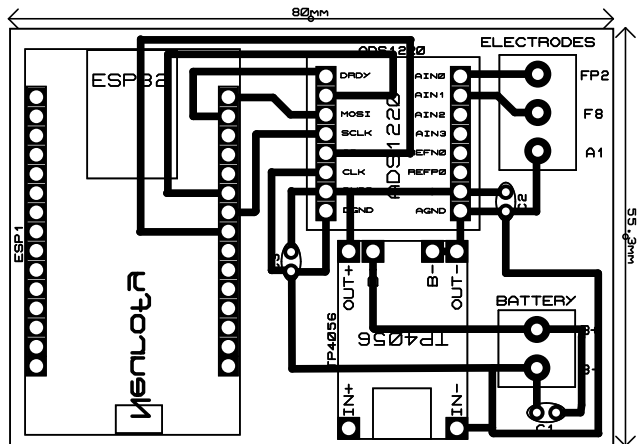 80mm
ADS1220
ELECTRODES
ESP32
DRDY
AIN0
FP2
AIN1
MOSI
AIN2
F8
SCLK
AIN3
ADS1220
REFN0
A1
CLK
REFP0
DGND
AGND
C2
55.3mm
ESP1
OUT+
B-
OUT-
BATTERY
TP4056
TP4056
B+
B-
IN+
IN-
C1